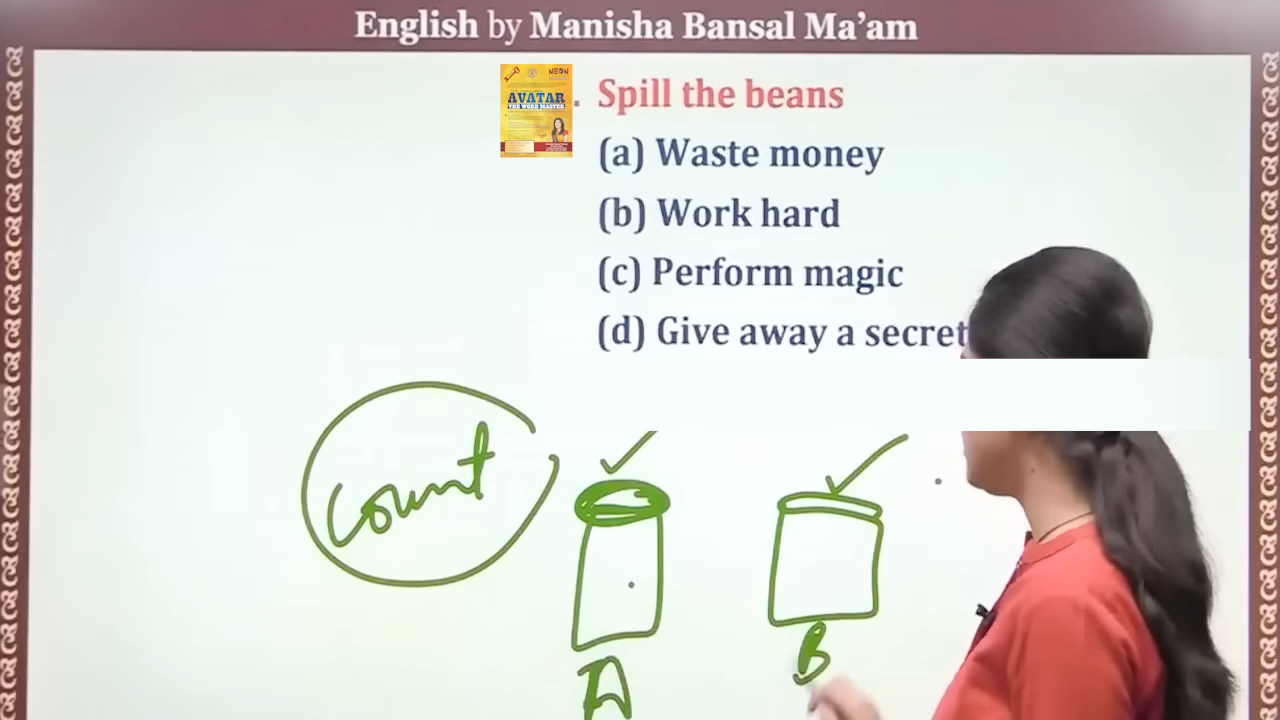 English by Manisha Bansal Ma'am
NEON
AVATAR
THE WORD MASTER
. Spill the beans
(a) Waste money
(b) Work hard
(c) Perform magic
(d) Give away a secret
count
A
B